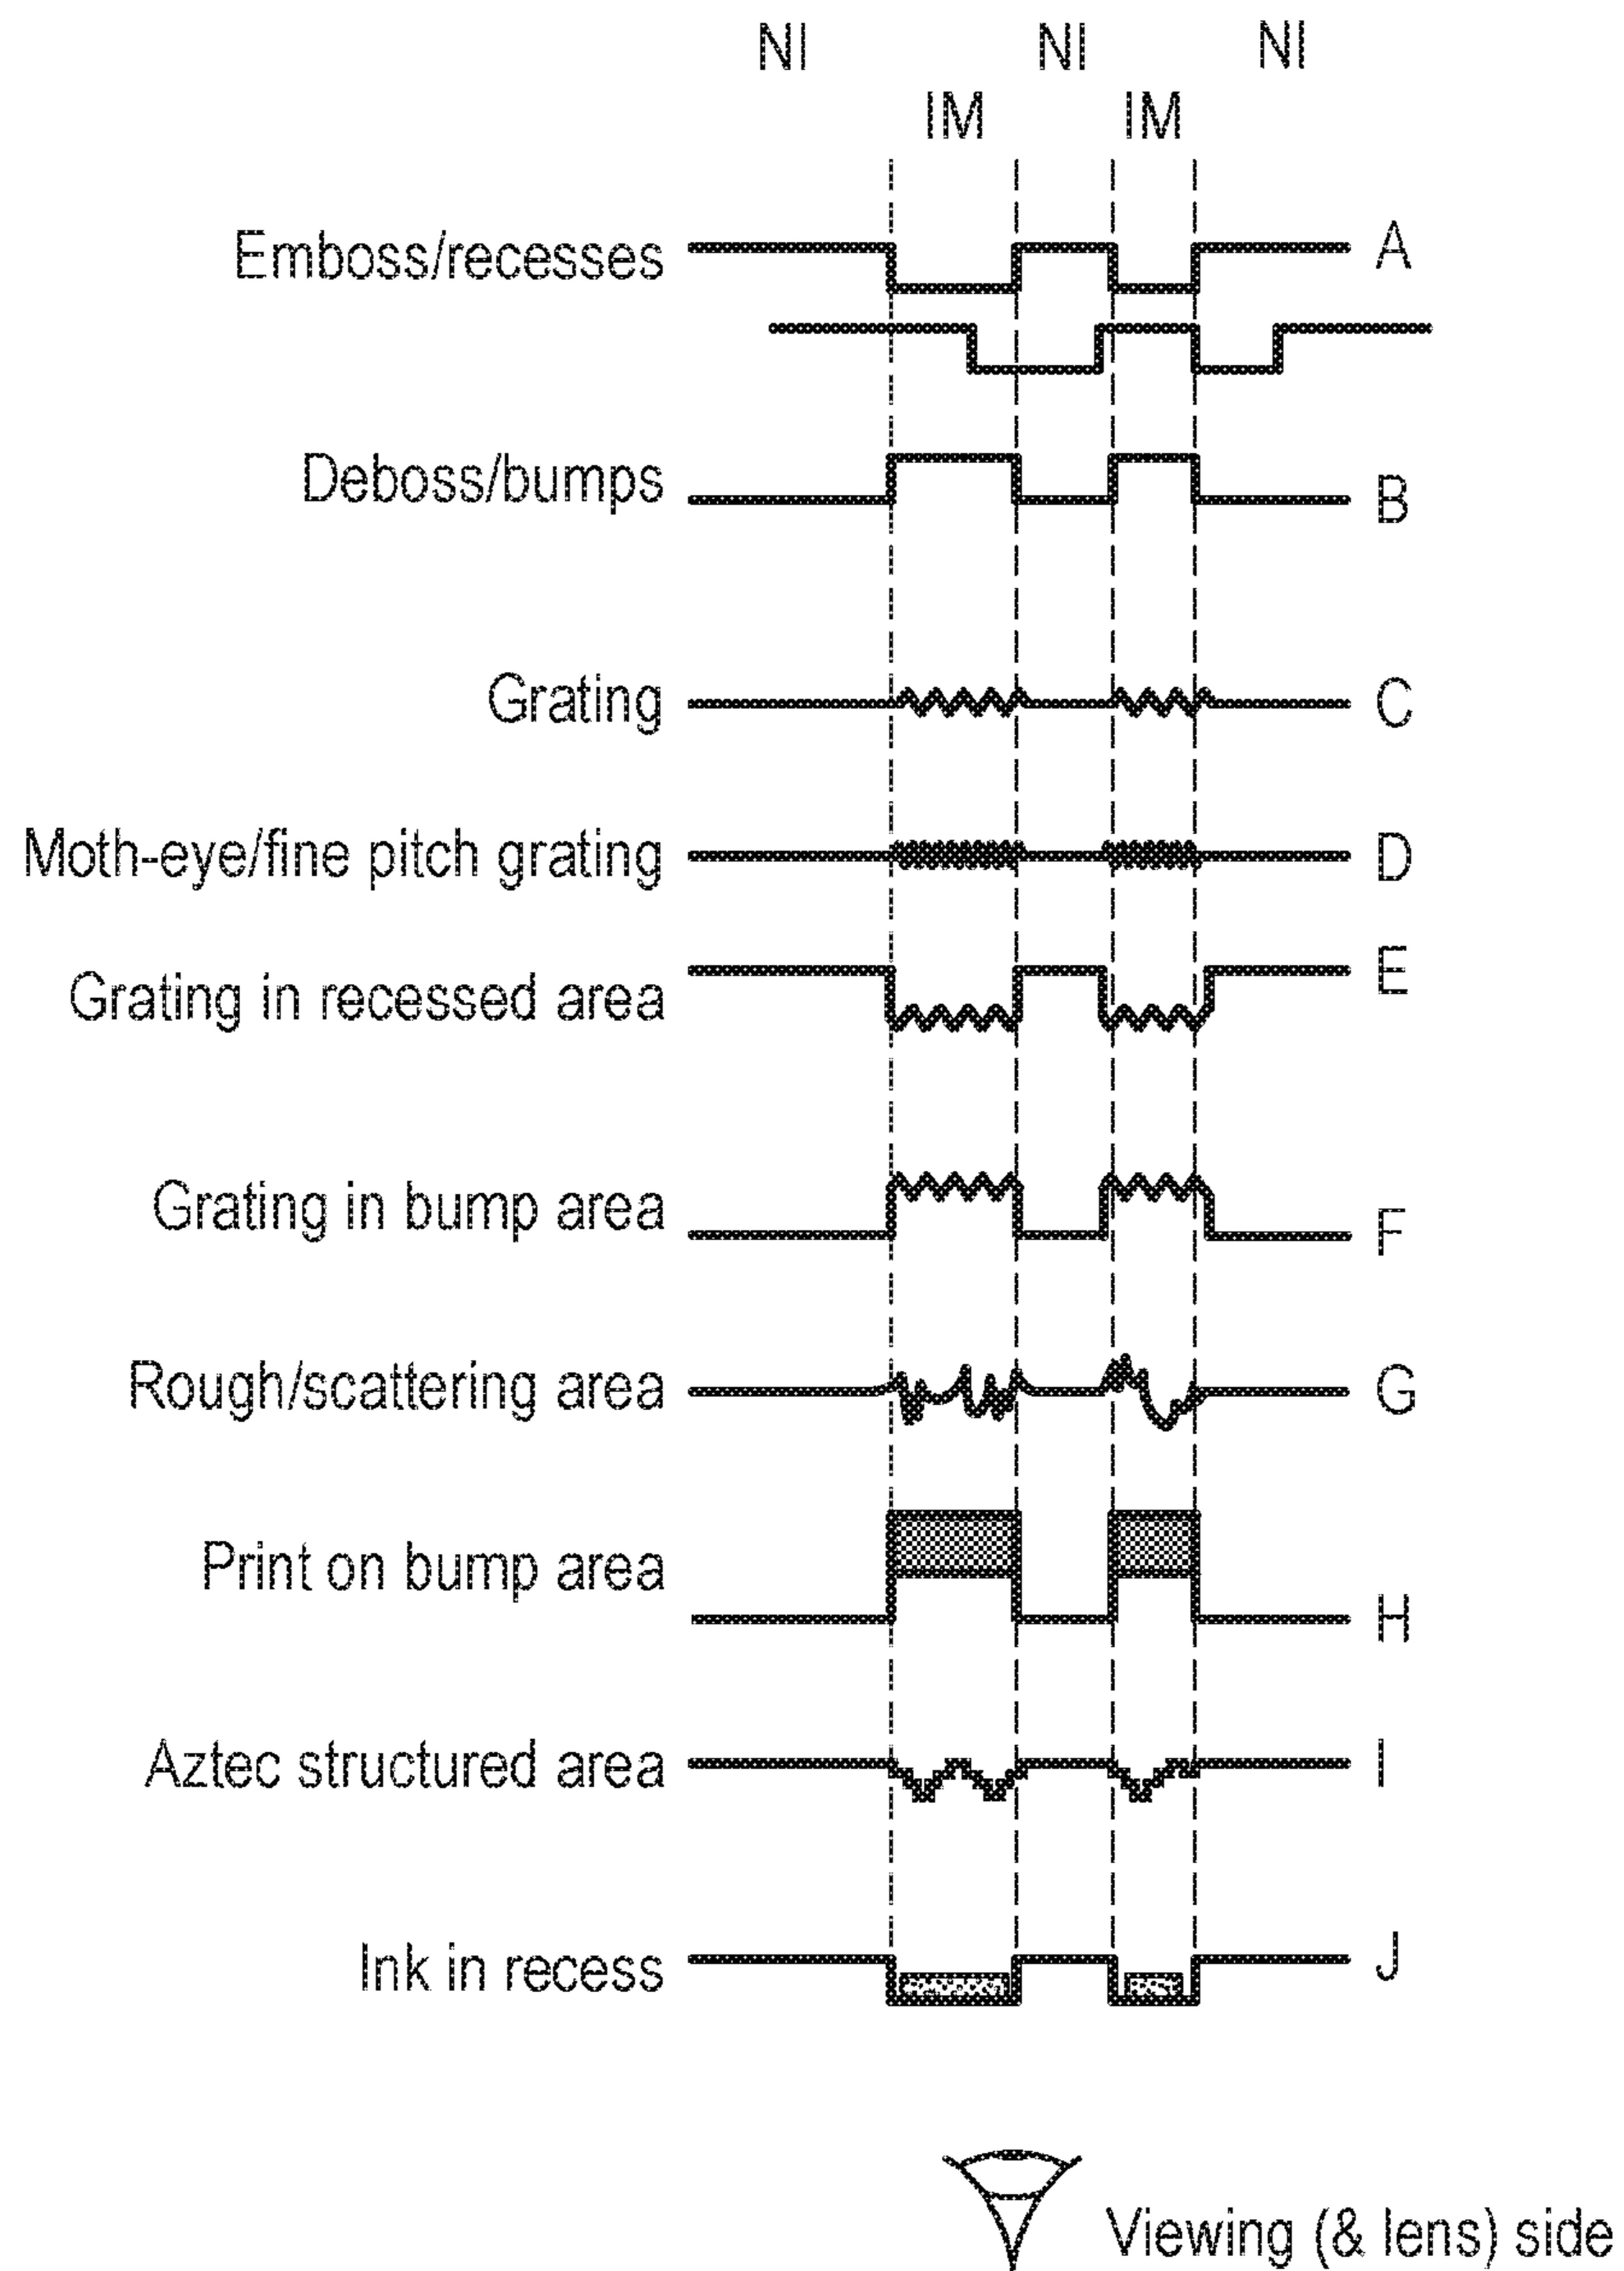 NI NI NI
IM IM
Emboss/recesses A
Deboss/bumps B
Grating C
Moth-eye/fine pitch grating D
Grating in recessed area E
Grating in bump area F
Rough/scattering area G
Print on bump area H
Aztec structured area I
Ink in recess J
Viewing (& lens) side